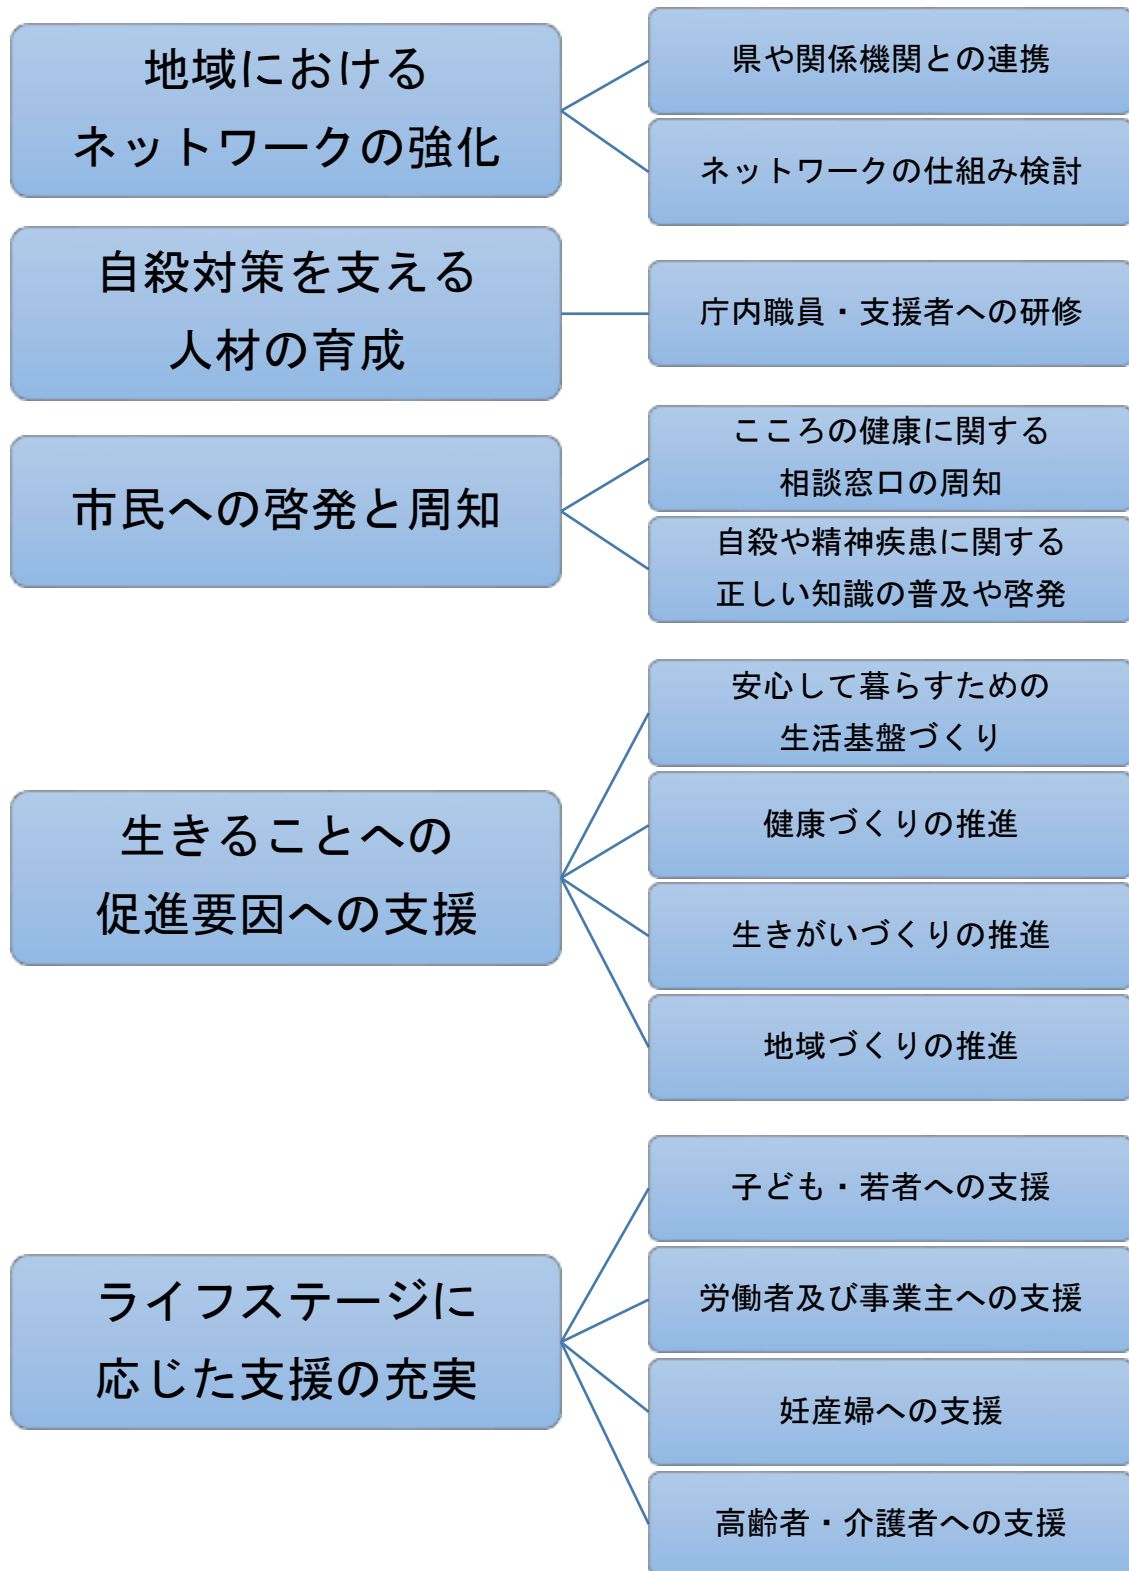 地域における
ネットワークの強化
県や関係機関との連携
ネットワークの仕組み検討
自殺対策を支える
人材の育成
庁内職員・支援者への研修
市民への啓発と周知
こころの健康に関する
相談窓口の周知
自殺や精神疾患に関する
正しい知識の普及や啓発
生きることへの
促進要因への支援
安心して暮らすための
生活基盤づくり
健康づくりの推進
生きがいづくりの推進
地域づくりの推進
ライフステージに
応じた支援の充実
子ども・若者への支援
労働者及び事業主への支援
妊産婦への支援
高齢者・介護者への支援